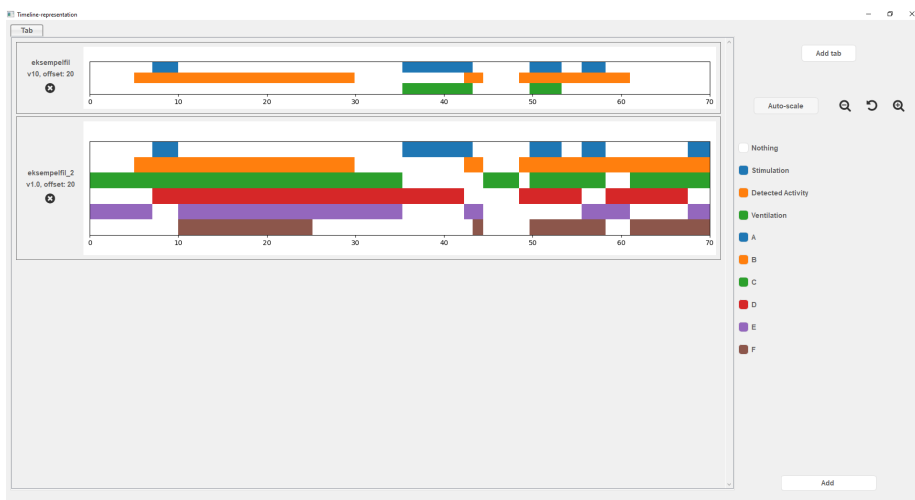 Timeline-representation
Tab
eksempelfil
v10, offset: 20
0 10 20 30 40 50 60 70
eksempelfil_2
v1.0, offset: 20
0 10 20 30 40 50 60 70
Add tab
Auto-scale
Nothing
Stimulation
Detected Activity
Ventilation
A
B
C
D
E
F
Add